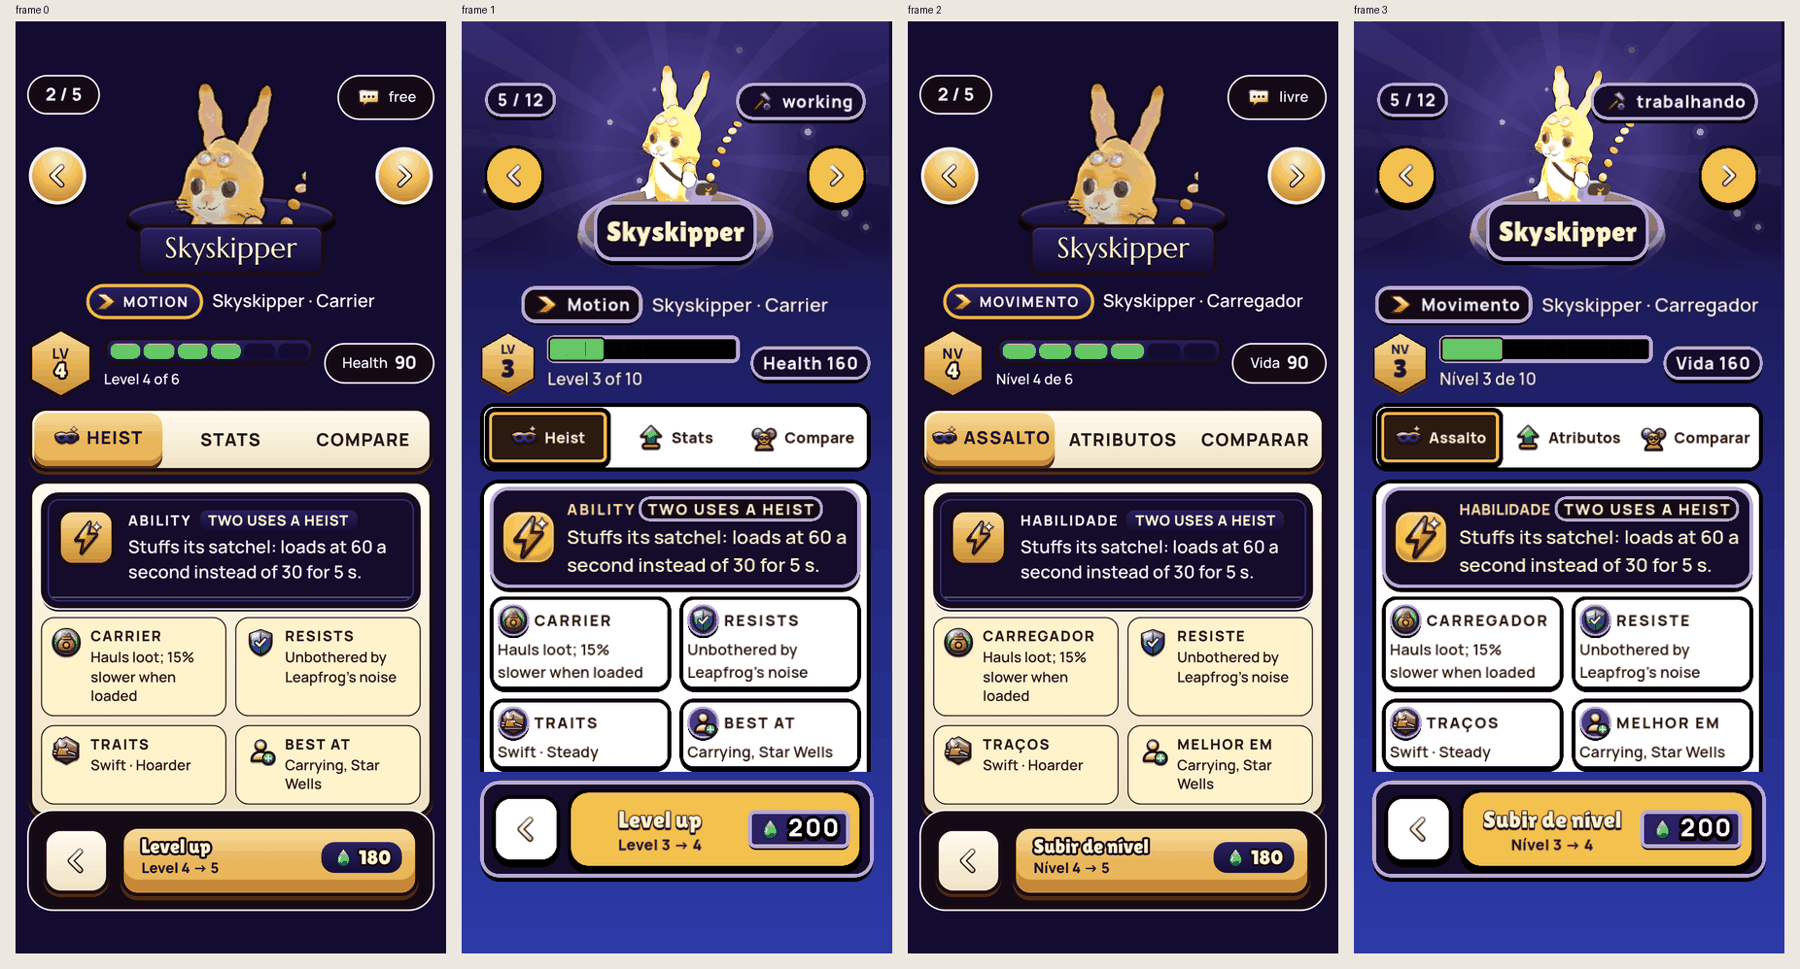 frame 0
2 / 5
free
Skyskipper
MOTION Skyskipper · Carrier
LV
4
Level 4 of 6
Health 90
HEIST STATS COMPARE
ABILITY TWO USES A HEIST
Stuffs its satchel: loads at 60 a
second instead of 30 for 5 s.
CARRIER
Hauls loot; 15%
slower when
loaded
RESISTS
Unbothered by
Leapfrog's noise
TRAITS
Swift · Hoarder
BEST AT
Carrying, Star
Wells
Level up
Level 4 → 5
180
frame 1
5 / 12
working
Skyskipper
Motion Skyskipper · Carrier
LV
3
Level 3 of 10
Health 160
Heist Stats Compare
ABILITY TWO USES A HEIST
Stuffs its satchel: loads at 60 a
second instead of 30 for 5 s.
CARRIER
Hauls loot; 15%
slower when loaded
RESISTS
Unbothered by
Leapfrog's noise
TRAITS
Swift · Steady
BEST AT
Carrying, Star Wells
Level up
Level 3 → 4
200
frame 2
2 / 5
livre
Skyskipper
MOVIMENTO Skyskipper · Carregador
NV
4
Nível 4 de 6
Vida 90
ASSALTO ATRIBUTOS COMPARAR
HABILIDADE TWO USES A HEIST
Stuffs its satchel: loads at 60 a
second instead of 30 for 5 s.
CARREGADOR
Hauls loot; 15%
slower when
loaded
RESISTE
Unbothered by
Leapfrog's noise
TRAÇOS
Swift · Hoarder
MELHOR EM
Carrying, Star
Wells
Subir de nível
Nível 4 → 5
180
frame 3
5 / 12
trabalhando
Skyskipper
Movimento Skyskipper · Carregador
NV
3
Nível 3 de 10
Vida 160
Assalto Atributos Comparar
HABILIDADE TWO USES A HEIST
Stuffs its satchel: loads at 60 a
second instead of 30 for 5 s.
CARREGADOR
Hauls loot; 15%
slower when loaded
RESISTE
Unbothered by
Leapfrog's noise
TRAÇOS
Swift · Steady
MELHOR EM
Carrying, Star Wells
Subir de nível
Nível 3 → 4
200